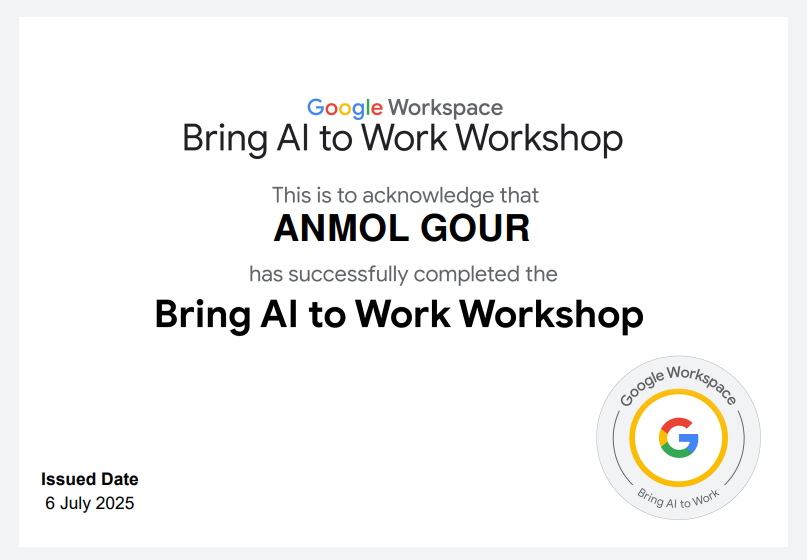 Google Workspace
Bring AI to Work Workshop
This is to acknowledge that
ANMOL GOUR
has successfully completed the
Bring AI to Work Workshop
Google Workspace
G
Bring AI to Work
Issued Date
6 July 2025